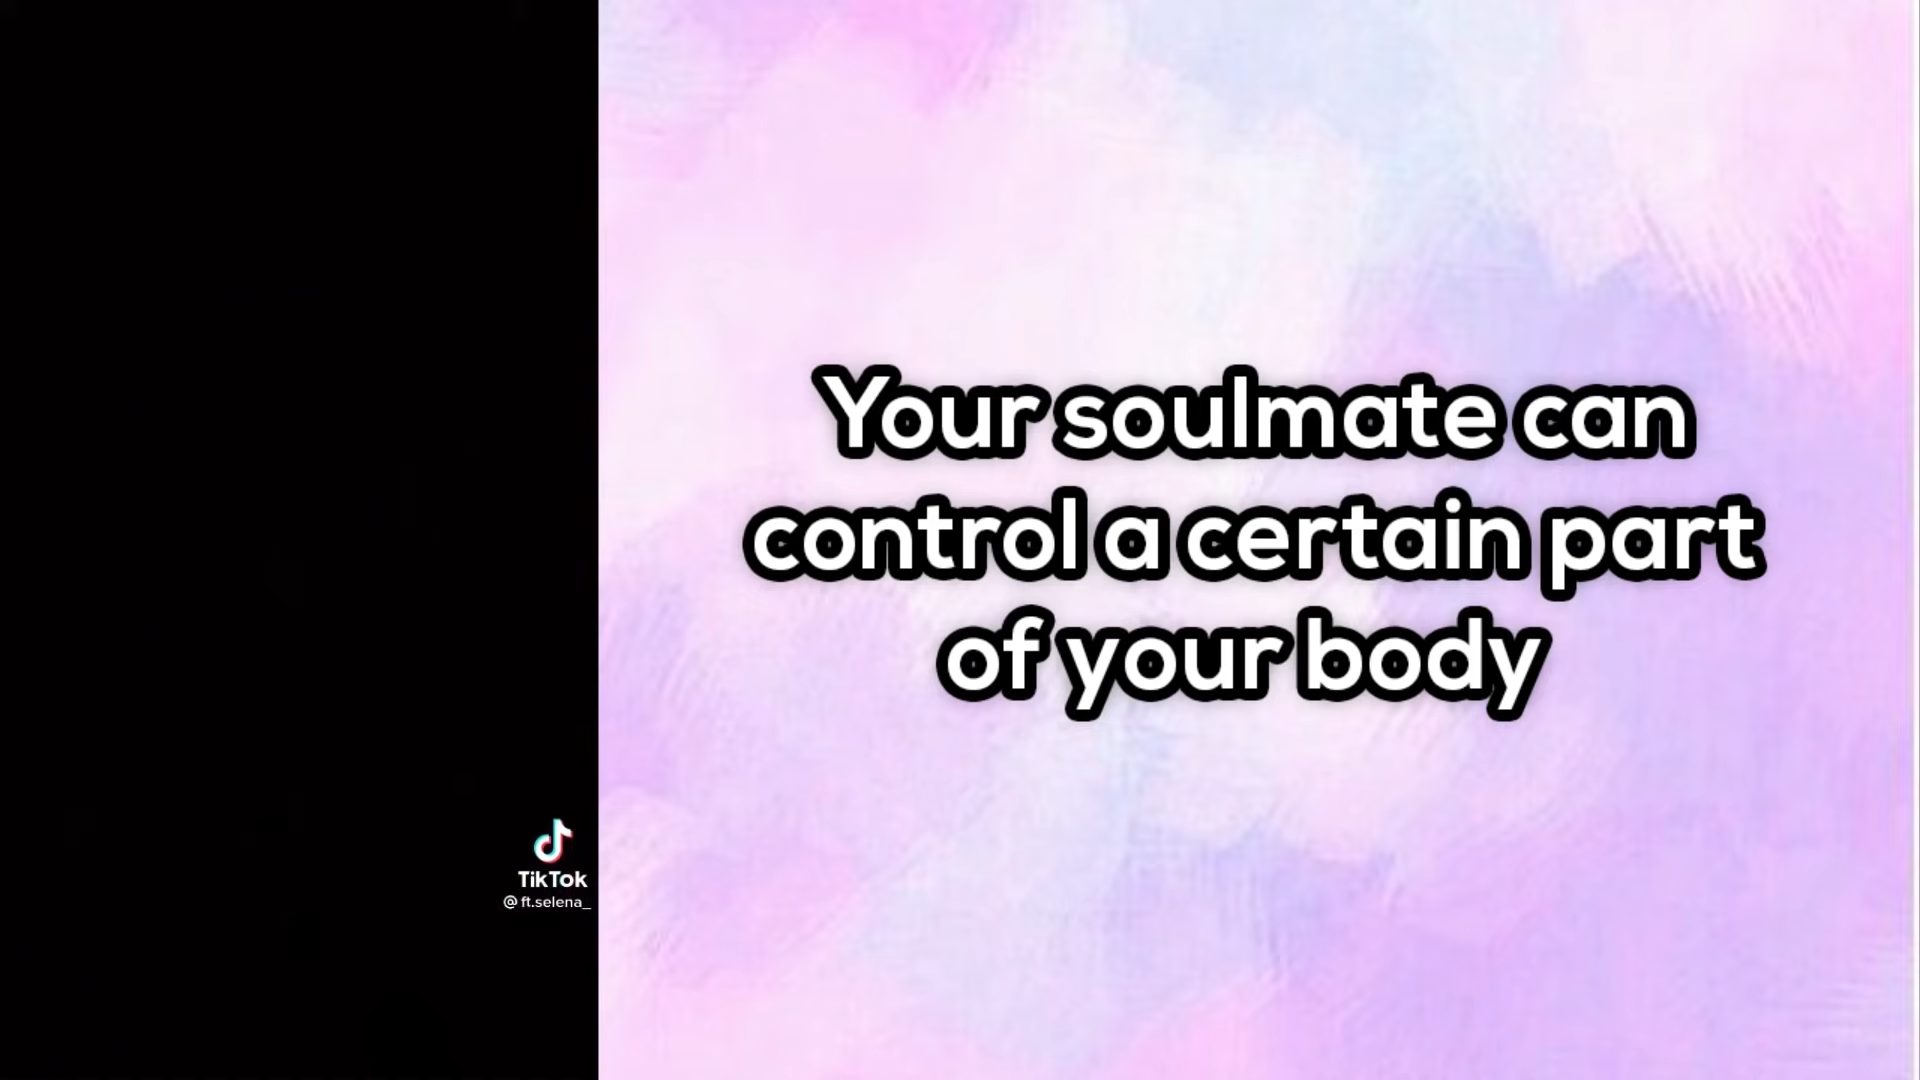 Your soulmate can
control a certain part
of your body
TikTok
@ft.selena_